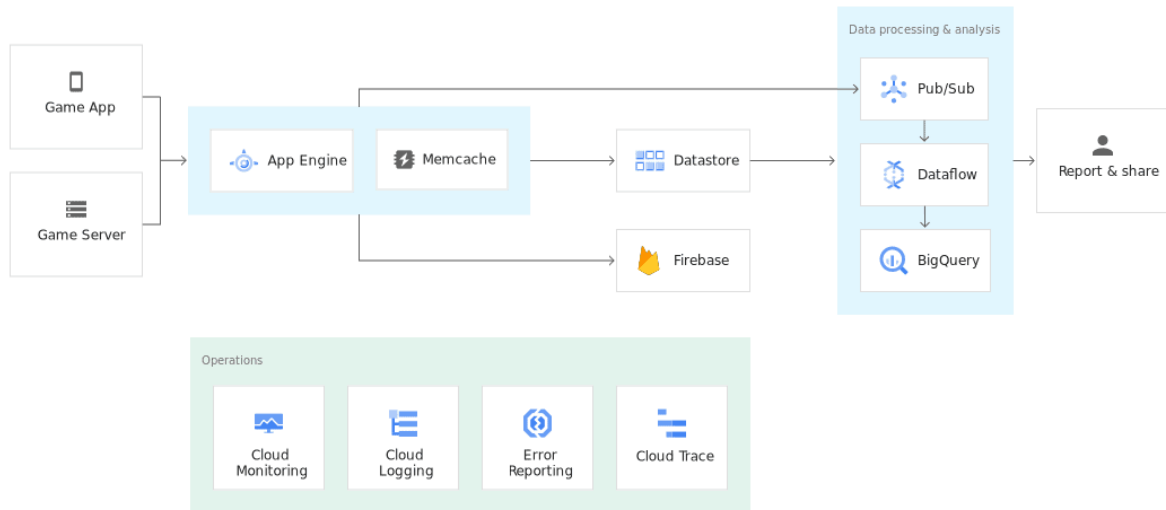 Data processing & analysis
Game App
Pub/Sub
App Engine
Memcache
Datastore
Dataflow
Report & share
Game Server
Firebase
BigQuery
Operations
Cloud
Monitoring
Cloud
Logging
Error
Reporting
Cloud Trace